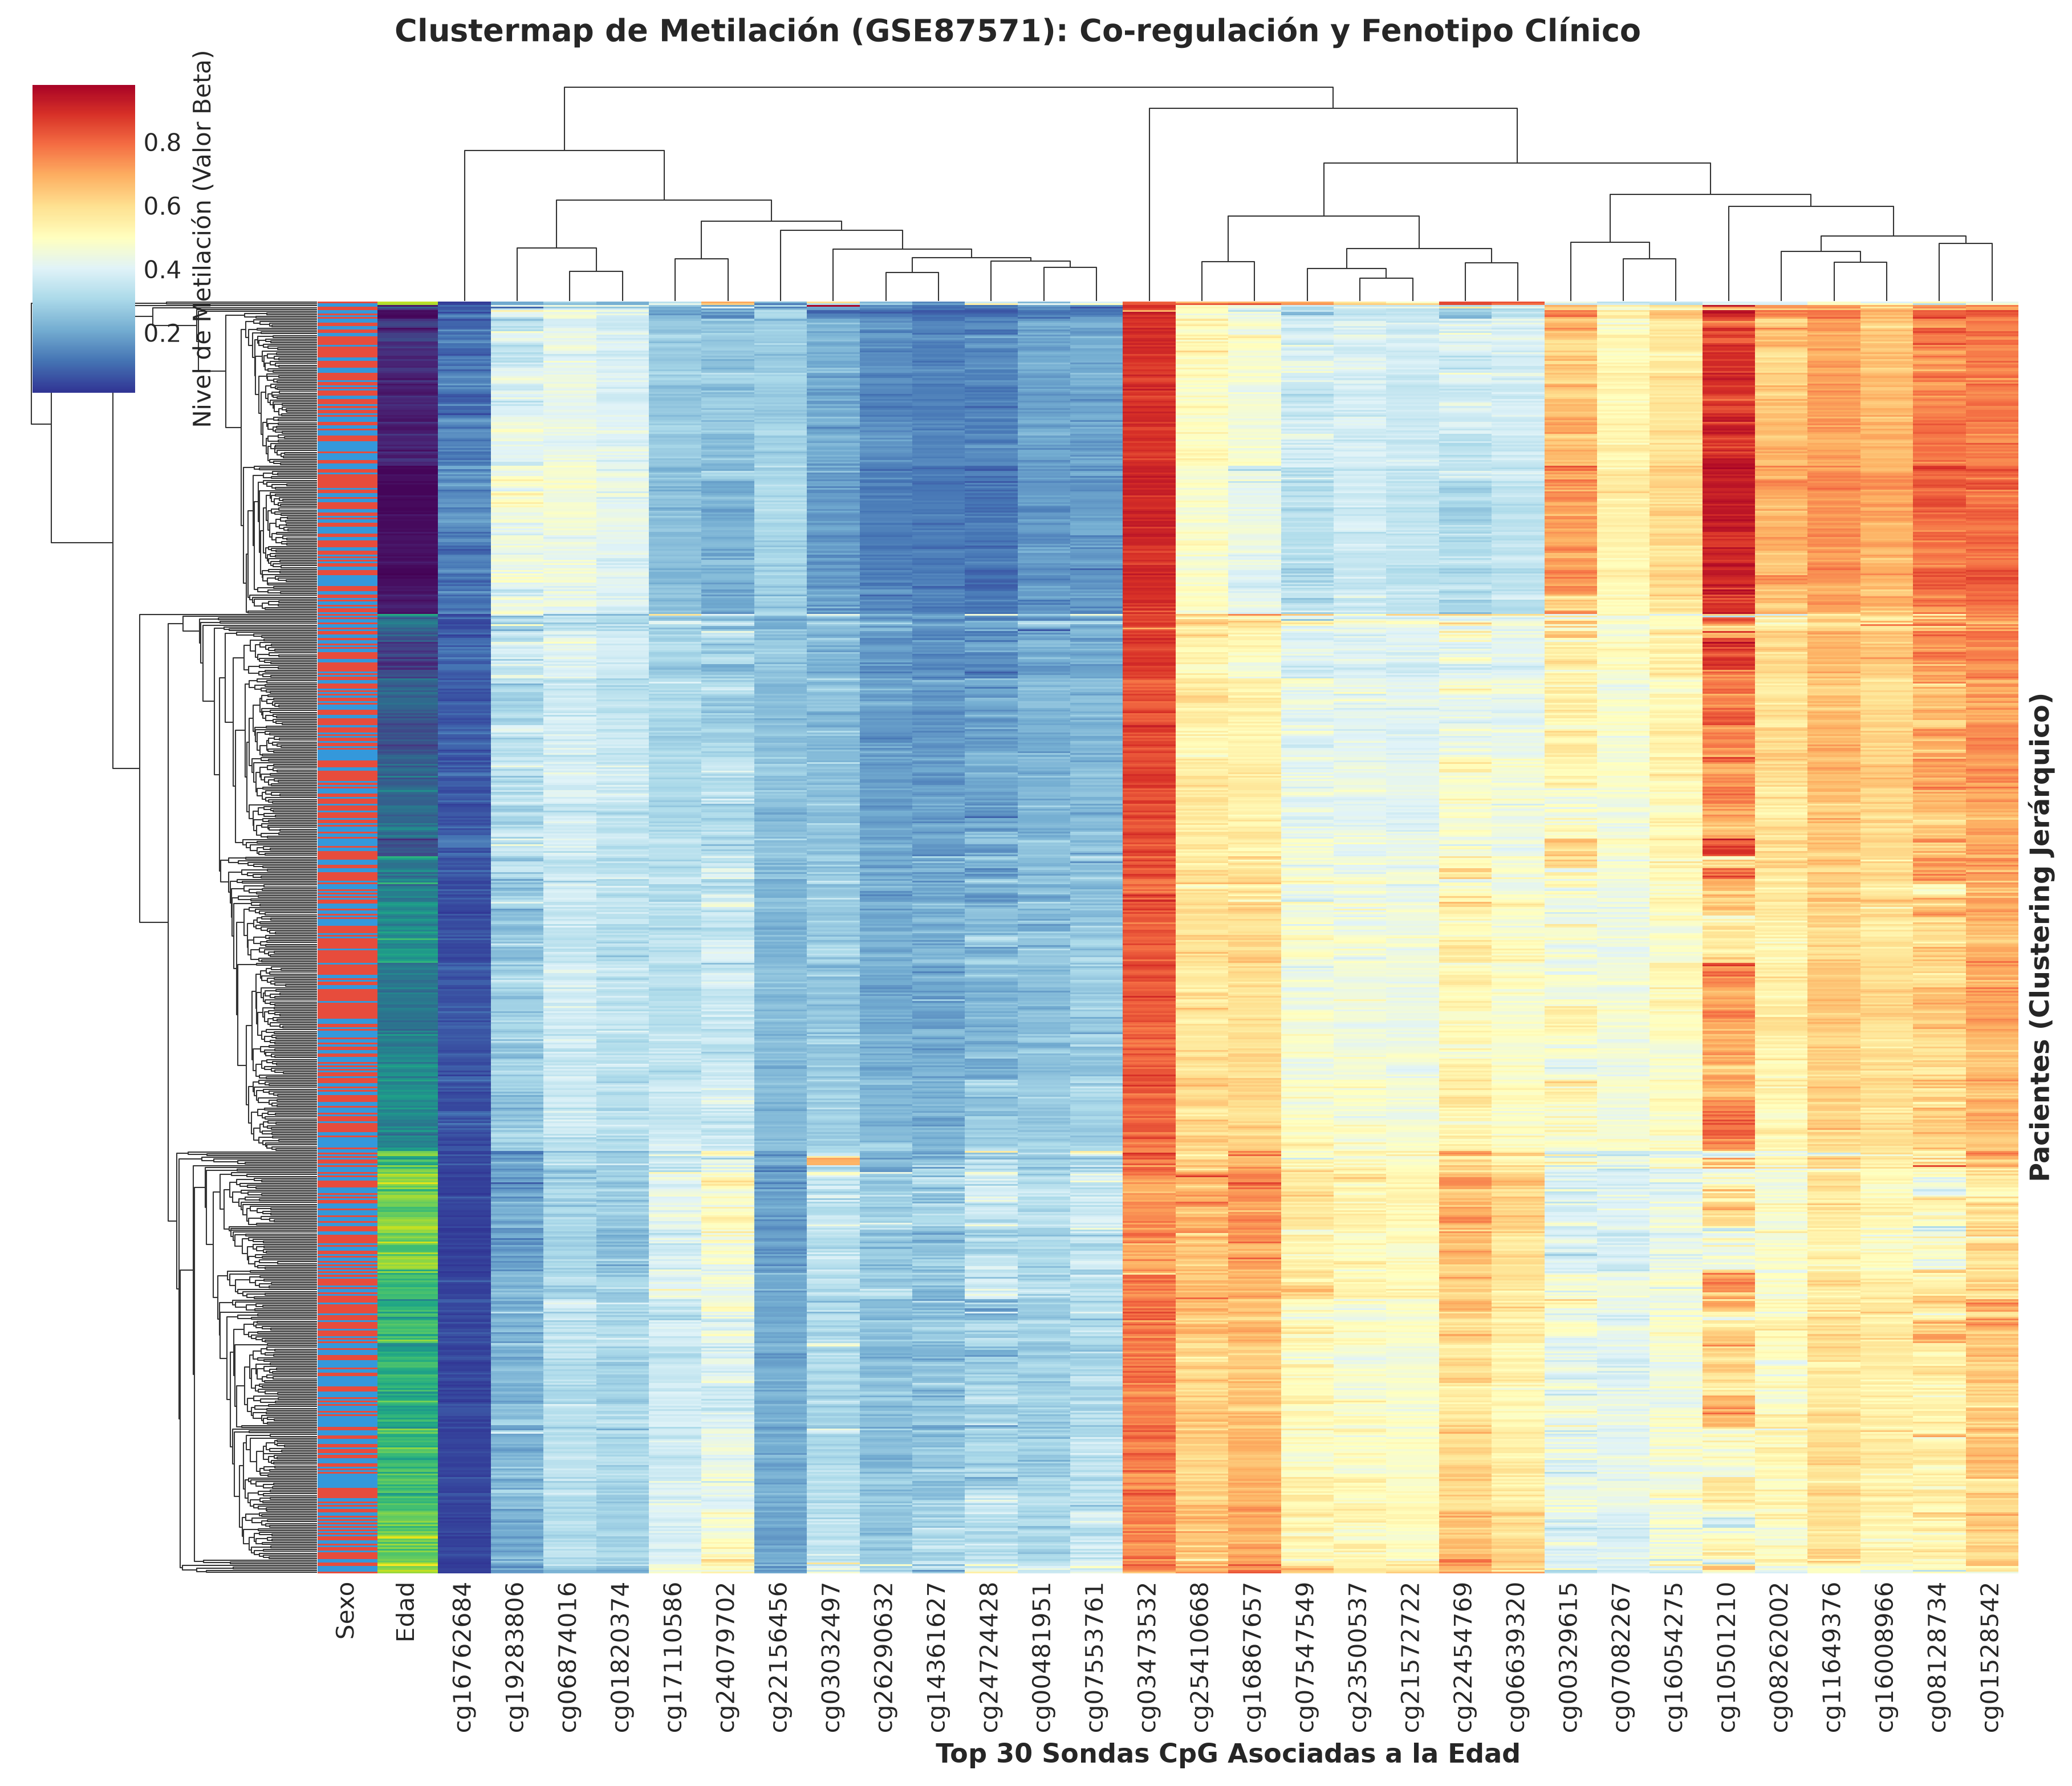 Clustermap de Metilación (GSE87571): Co-regulación y Fenotipo Clínico
0.8
0.6
0.4
0.2
Nivel de Metilación (Valor Beta)
Pacientes (Clustering Jerárquico)
Sexo
Edad
cg16762684
cg19283806
cg06874016
cg01820374
cg17110586
cg24079702
cg22156456
cg03032497
cg26290632
cg14361627
cg24724428
cg00481951
cg07553761
cg03473532
cg25410668
cg16867657
cg07547549
cg23500537
cg21572722
cg22454769
cg06639320
cg00329615
cg07082267
cg16054275
cg10501210
cg08262002
cg11649376
cg16008966
cg08128734
cg01528542
Top 30 Sondas CpG Asociadas a la Edad